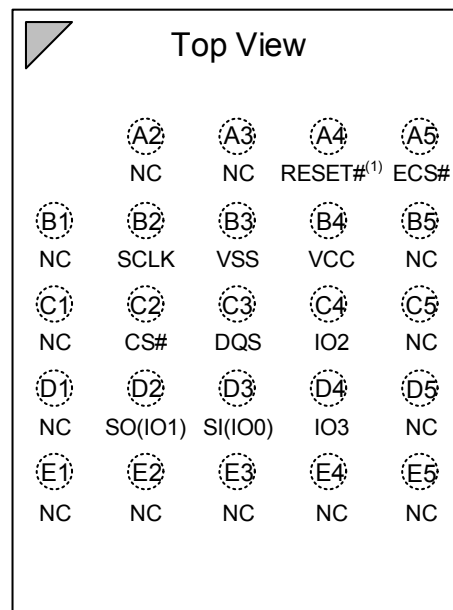 Top View
A2 A3 A4 A5
NC NC RESET#(1) ECS#
B1 B2 B3 B4 B5
NC SCLK VSS VCC NC
C1 C2 C3 C4 C5
NC CS# DQS IO2 NC
D1 D2 D3 D4 D5
NC SO(IO1) SI(IO0) IO3 NC
E1 E2 E3 E4 E5
NC NC NC NC NC